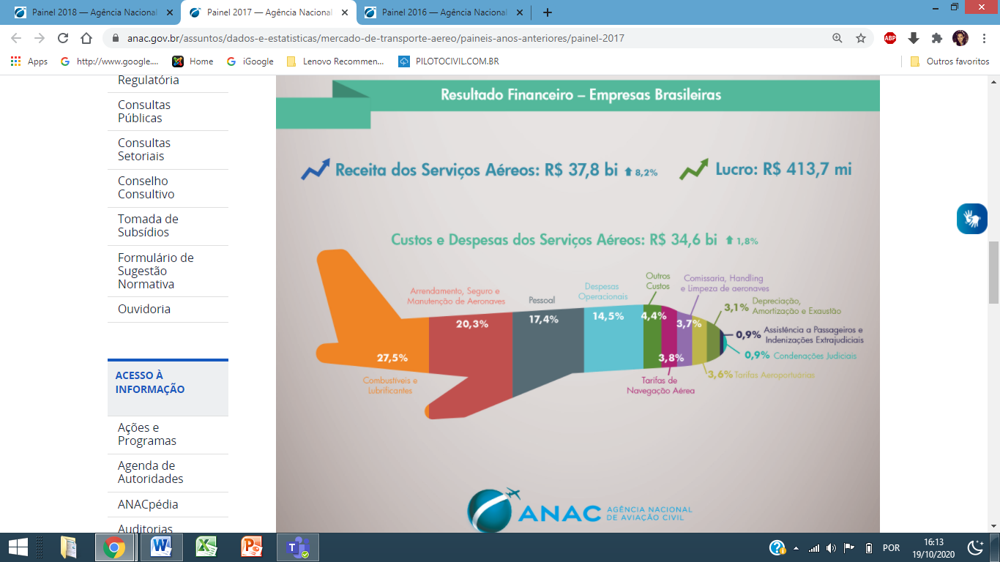 Painel 2018 — Agência Nacional
Painel 2017 — Agência Nacional
Painel 2016 — Agência Nacional
anac.gov.br/assuntos/dados-e-estatisticas/mercado-de-transporte-aereo/paineis-anos-anteriores/painel-2017
ABP
Apps
http://www.google....
Home
iGoogle
Lenovo Recommen...
PILOTOCIVIL.COM.BR
Outros favoritos
Regulatória
Consultas
Públicas
Consultas
Setoriais
Conselho
Consultivo
Tomada de
Subsídios
Formulário de
Sugestão
Normativa
Ouvidoria
ACESSO À
INFORMAÇÃO
Ações e
Programas
Agenda de
Autoridades
ANACpédia
Auditorias
Resultado Financeiro – Empresas Brasileiras
Receita dos Serviços Aéreos: R$ 37,8 bi 8,2%
Lucro: R$ 413,7 mi
Custos e Despesas dos Serviços Aéreos: R$ 34,6 bi 1,8%
Combustíveis e
Lubrificantes
27,5%
Arrendamento, Seguro e
Manutenção de Aeronaves
20,3%
Pessoal
17,4%
Despesas
Operacionais
14,5%
Outros
Custos
4,4%
Tarifas de
Navegação Aérea
3,8%
Comissaria, Handling
e Limpeza de aeronaves
3,7%
3,6% Tarifas Aeroportuárias
3,1% Depreciação,
Amortização e Exaustão
0,9% Assistência a Passageiros e
Indenizações Extrajudiciais
0,9% Condenações Judiciais
ANAC
AGÊNCIA NACIONAL
DE AVIAÇÃO CIVIL
POR
16:13
19/10/2020